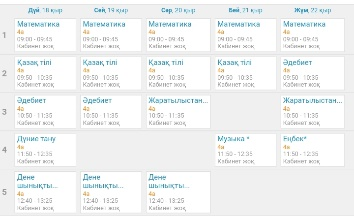 Дүй, 18 қыр Сей, 19 қыр Сәр, 20 қыр Бей, 21 қыр Жұм, 22 қыр
1
Математика Математика Математика Математика Математика
4а 4а 4а 4а 4а
09:00 - 09:45 09:00 - 09:45 09:00 - 09:45 09:00 - 09:45 09:00 - 09:45
Кабинет жоқ Кабинет жоқ Кабинет жоқ Кабинет жоқ Кабинет жоқ
2
Қазақ тілі Қазақ тілі Қазақ тілі Қазақ тілі Әдебиет
4а 4а 4а 4а 4а
09:50 - 10:35 09:50 - 10:35 09:50 - 10:35 09:50 - 10:35 09:50 - 10:35
Кабинет жоқ Кабинет жоқ Кабинет жоқ Кабинет жоқ Кабинет жоқ
3
Әдебиет Әдебиет Жаратылыстан... Жаратылыстан...
4а 4а 4а 4а
10:50 - 11:35 10:50 - 11:35 10:50 - 11:35 10:50 - 11:35
Кабинет жоқ Кабинет жоқ Кабинет жоқ Кабинет жоқ
4
Дүние тану Музыка * Еңбек*
4а 4а 4а
11:50 - 12:35 11:50 - 12:35 11:50 - 12:35
Кабинет жоқ Кабинет жоқ Кабинет жоқ
5
Дене Дене Дене
шынықты... шынықты... шынықты...
4а 4а 4а
12:40 - 13:25 12:40 - 13:25 12:40 - 13:25
Кабинет жоқ Кабинет жоқ Кабинет жоқ